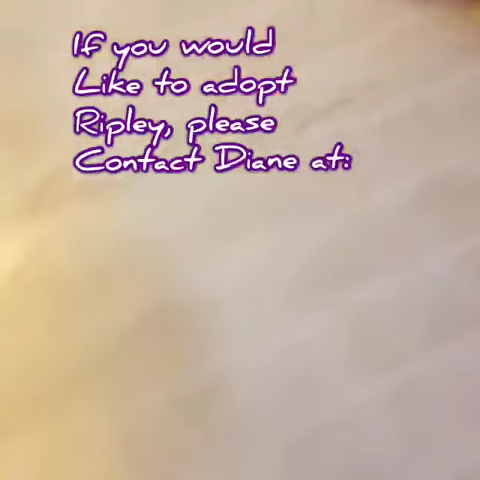 If you would
Like to adopt
Ripley, please
Contact Diane at: